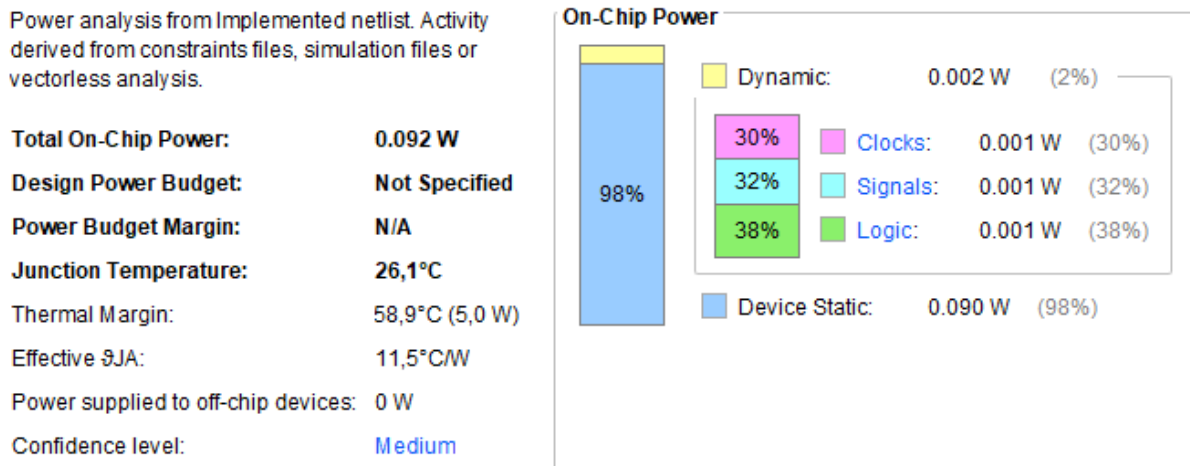 Power analysis from Implemented netlist. Activity
derived from constraints files, simulation files or
vectorless analysis.
Total On-Chip Power: 0.092 W
Design Power Budget: Not Specified
Power Budget Margin: N/A
Junction Temperature: 26,1°C
Thermal Margin: 58,9°C (5,0 W)
Effective ϑJA: 11,5°C/W
Power supplied to off-chip devices: 0 W
Confidence level: Medium
On-Chip Power
Dynamic: 0.002 W (2%)
30% Clocks: 0.001 W (30%)
32% Signals: 0.001 W (32%)
38% Logic: 0.001 W (38%)
98%
Device Static: 0.090 W (98%)